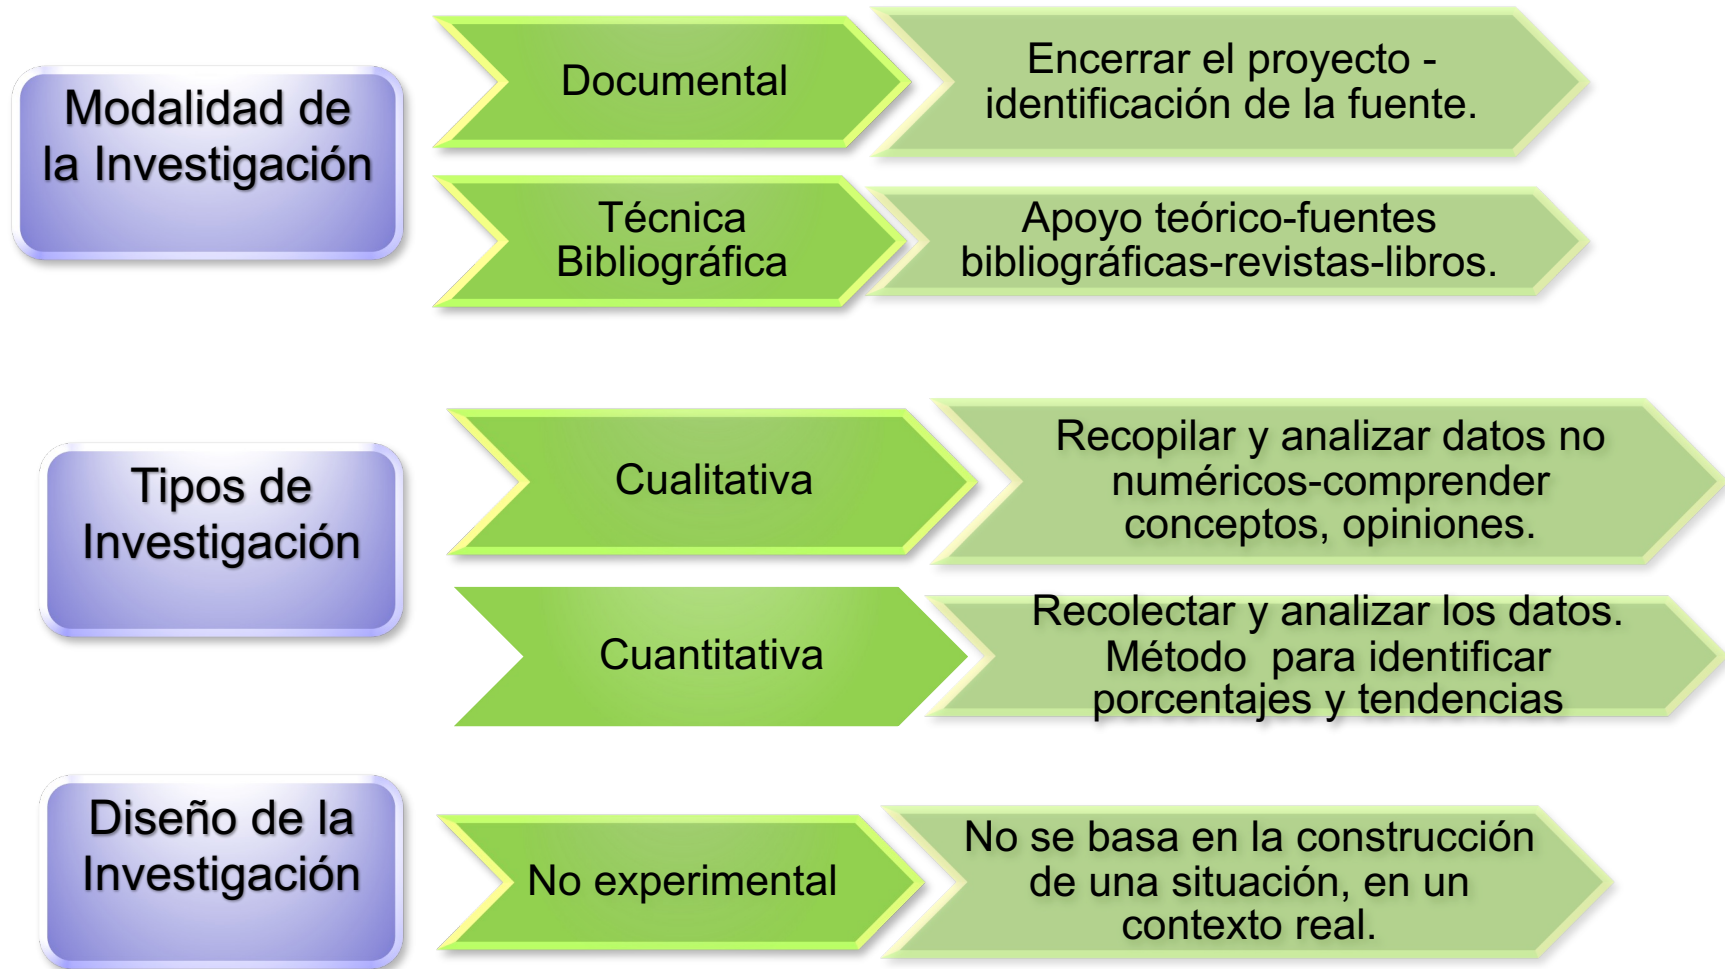 Modalidad de
la Investigación
Documental
Encerrar el proyecto -
identificación de la fuente.
Técnica
Bibliográfica
Apoyo teórico-fuentes
bibliográficas-revistas-libros.
Tipos de
Investigación
Cualitativa
Recopilar y analizar datos no
numéricos-comprender
conceptos, opiniones.
Cuantitativa
Recolectar y analizar los datos.
Método  para identificar
porcentajes y tendencias
Diseño de la
Investigación
No experimental
No se basa en la construcción
de una situación, en un
contexto real.